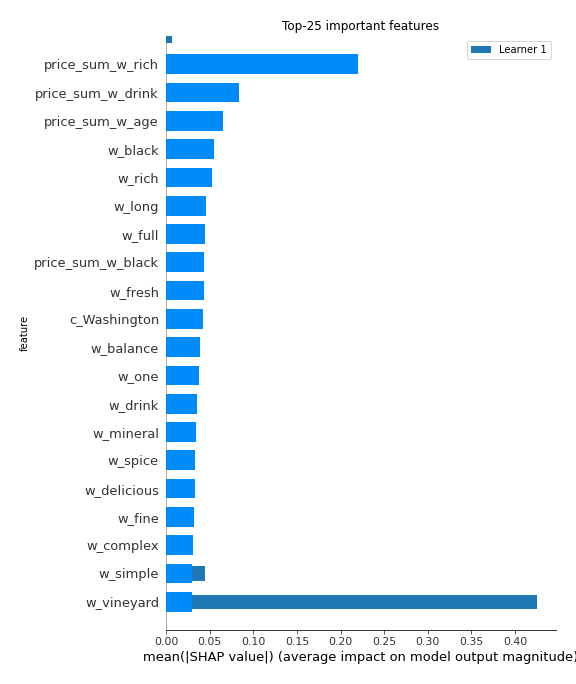 Top-25 important features
Learner 1
price_sum_w_rich
price_sum_w_drink
price_sum_w_age
w_black
w_rich
w_long
w_full
price_sum_w_black
w_fresh
c_Washington
w_balance
w_one
w_drink
w_mineral
w_spice
w_delicious
w_fine
w_complex
w_simple
w_vineyard
feature
0.00 0.05 0.10 0.15 0.20 0.25 0.30 0.35 0.40
mean(|SHAP value|) (average impact on model output magnitude)